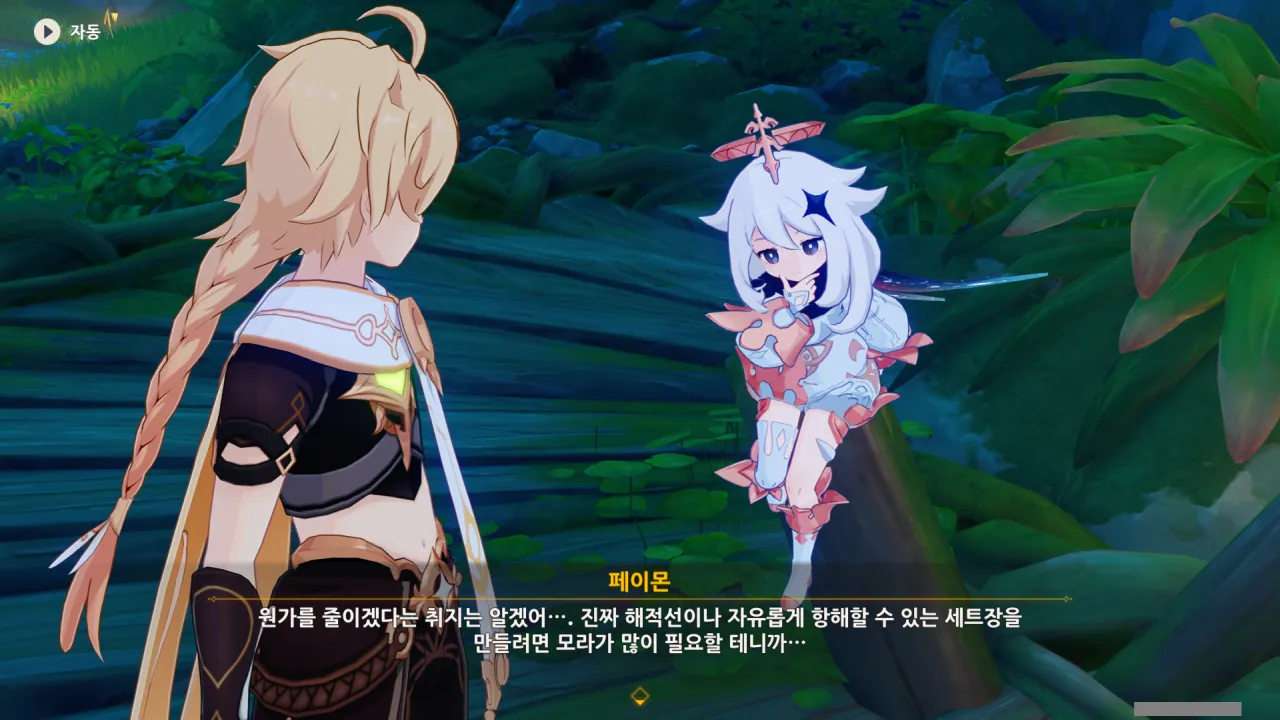 자동
페이몬
원가를 줄이겠다는 취지는 알겠어…. 진짜 해적선이나 자유롭게 항해할 수 있는 세트장을
만들려면 모라가 많이 필요할 테니까…